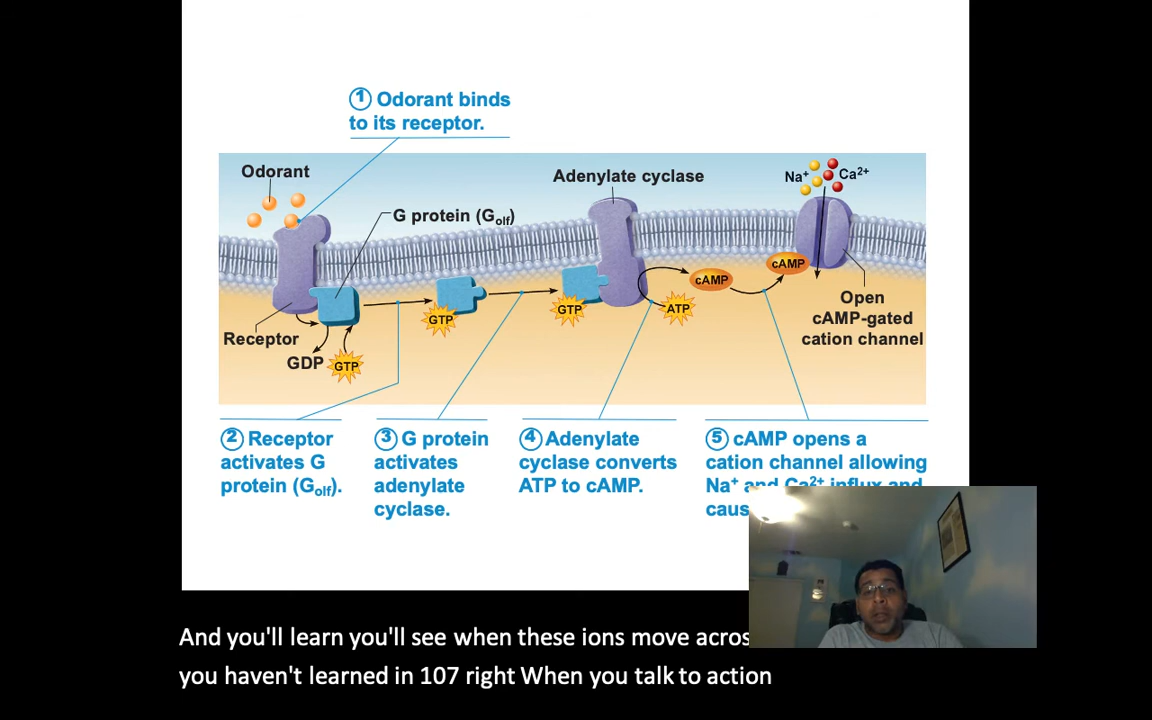 ① Odorant binds
to its receptor.
Odorant
Adenylate cyclase
Na⁺
Ca²⁺
G protein (Golf)
cAMP
cAMP
GTP
GTP
ATP
Open
cAMP-gated
cation channel
Receptor
GDP
GTP
② Receptor
activates G
protein (Golf).
③ G protein
activates
adenylate
cyclase.
④ Adenylate
cyclase converts
ATP to cAMP.
⑤ cAMP opens a
cation channel allowing
Na⁺ and Ca²⁺ influx and
And you'll learn you'll see when these ions move
you haven't learned in 107 right When you talk to action